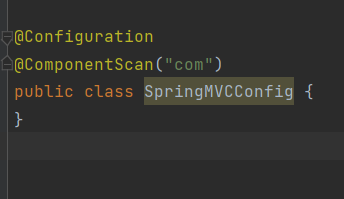 @Configuration
@ComponentScan("com")
public class SpringMVCConfig {
}